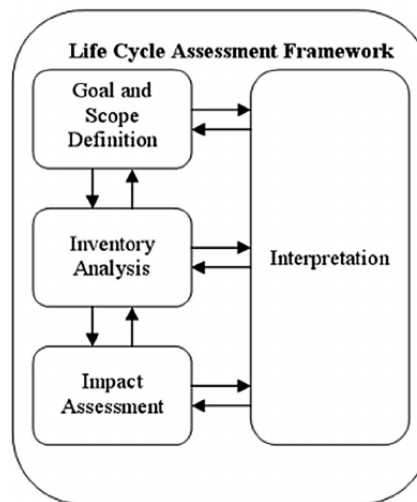 Life Cycle Assessment Framework
Goal and
Scope
Definition
Inventory
Analysis
Interpretation
Impact
Assessment